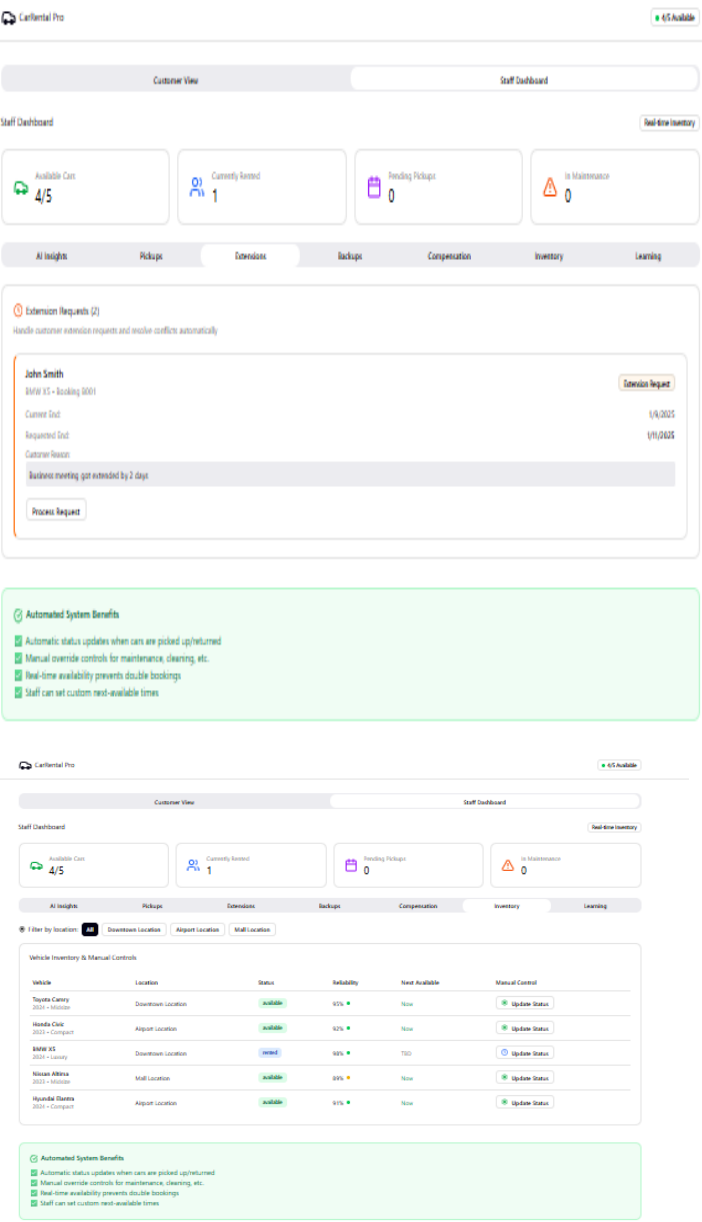 CarRental Pro
4/5 Available
Customer View Staff Dashboard
Staff Dashboard Real-time Inventory
Available Cars Currently Rented Pending Pickups In Maintenance
4/5 1 0 0
AI Insights Pickups Extensions Backups Compensation Inventory Learning
Extension Requests (2)
Handle customer extension requests and resolve conflicts automatically
John Smith
BMW X5 • Booking B001
Extension Request
Current End: 1/9/2025
Requested End: 1/11/2025
Customer Reason:
Business meeting got extended by 2 days
Process Request
Automated System Benefits
✅ Automatic status updates when cars are picked up/returned
✅ Manual override controls for maintenance, cleaning, etc.
✅ Real-time availability prevents double bookings
✅ Staff can set custom next-available times
CarRental Pro
4/5 Available
Customer View Staff Dashboard
Staff Dashboard Real-time Inventory
Available Cars Currently Rented Pending Pickups In Maintenance
4/5 1 0 0
AI Insights Pickups Extensions Backups Compensation Inventory Learning
Filter by location: All Downtown Location Airport Location Mall Location
Vehicle Inventory & Manual Controls
Vehicle Location Status Reliability Next Available Manual Control
Toyota Camry
2024 • Midsize
Downtown Location available 95% Now Update Status
Honda Civic
2023 • Compact
Airport Location available 92% Now Update Status
BMW X5
2024 • Luxury
Downtown Location rented 98% TBD Update Status
Nissan Altima
2023 • Midsize
Mall Location available 89% Now Update Status
Hyundai Elantra
2024 • Compact
Airport Location available 91% Now Update Status
Automated System Benefits
✅ Automatic status updates when cars are picked up/returned
✅ Manual override controls for maintenance, cleaning, etc.
✅ Real-time availability prevents double bookings
✅ Staff can set custom next-available times